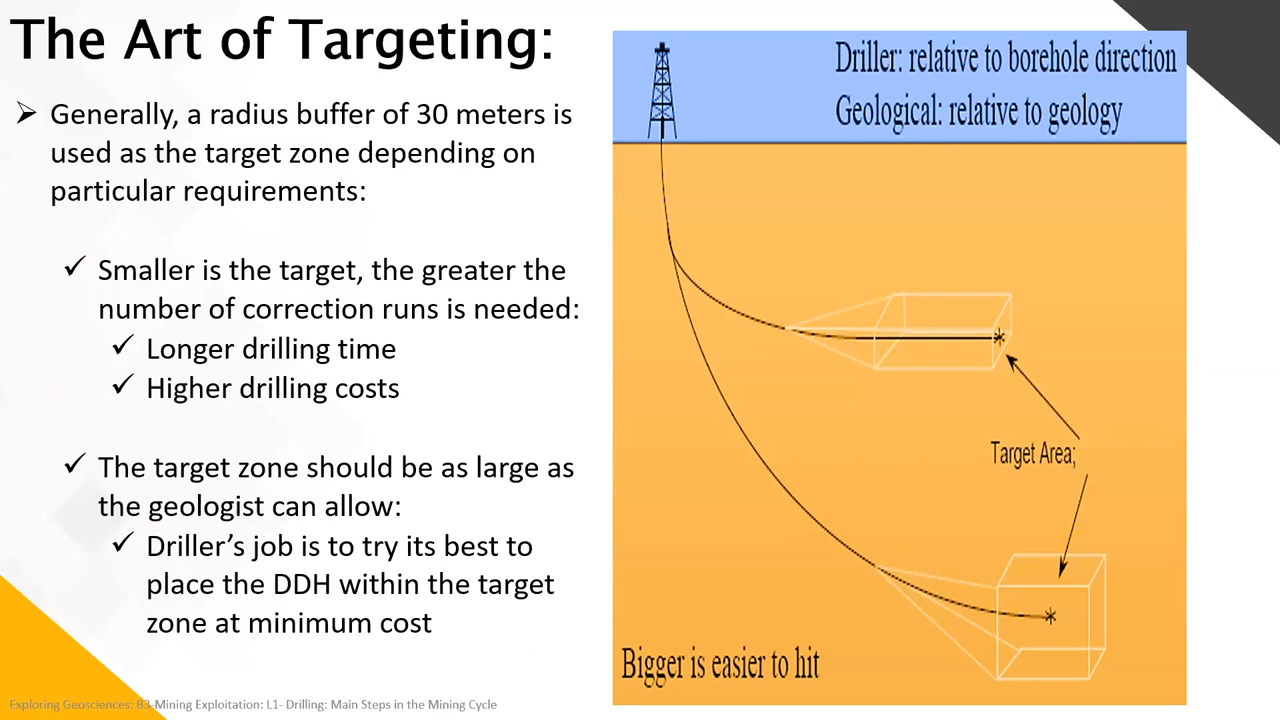 The Art of Targeting:
➢ Generally, a radius buffer of 30 meters is
used as the target zone depending on
particular requirements:
✓ Smaller is the target, the greater the
number of correction runs is needed:
✓ Longer drilling time
✓ Higher drilling costs
✓ The target zone should be as large as
the geologist can allow:
✓ Driller’s job is to try its best to
place the DDH within the target
zone at minimum cost
Driller: relative to borehole direction
Geological: relative to geology
Target Area;
Bigger is easier to hit
Exploring Geosciences: B3-Mining Exploitation: L1- Drilling: Main Steps in the Mining Cycle